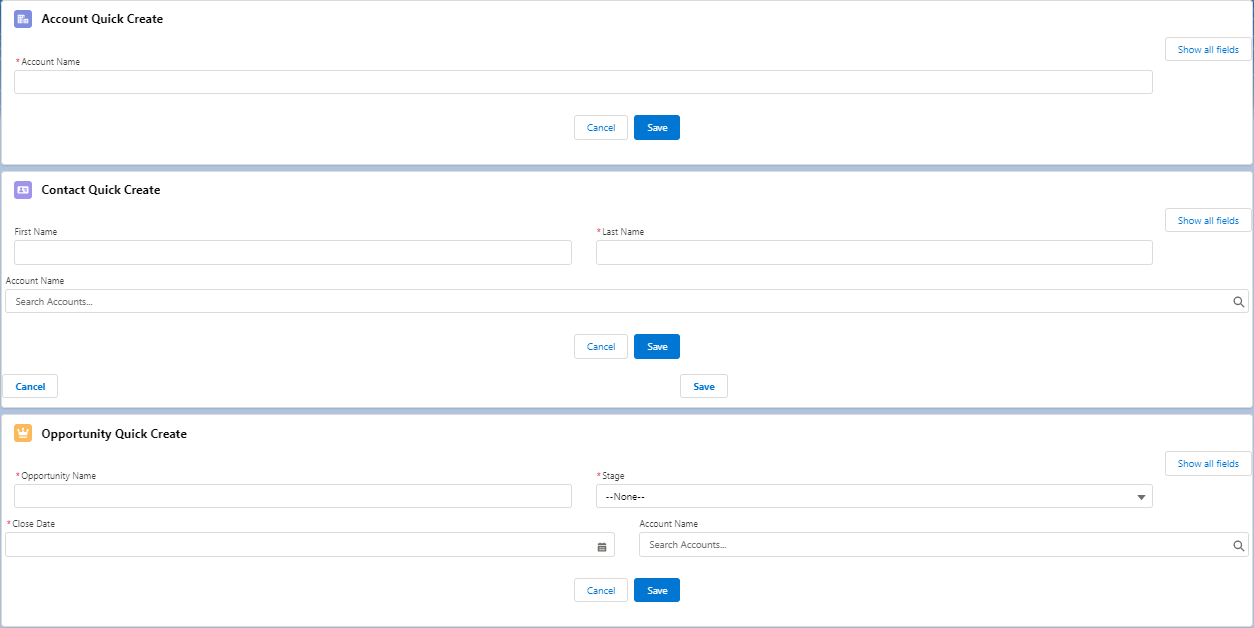 Account Quick Create
Show all fields
*Account Name
Cancel Save
Contact Quick Create
Show all fields
First Name *Last Name
Account Name
Search Accounts...
Cancel Save
Cancel Save
Opportunity Quick Create
Show all fields
*Opportunity Name *Stage
--None--
*Close Date Account Name
Search Accounts...
Cancel Save